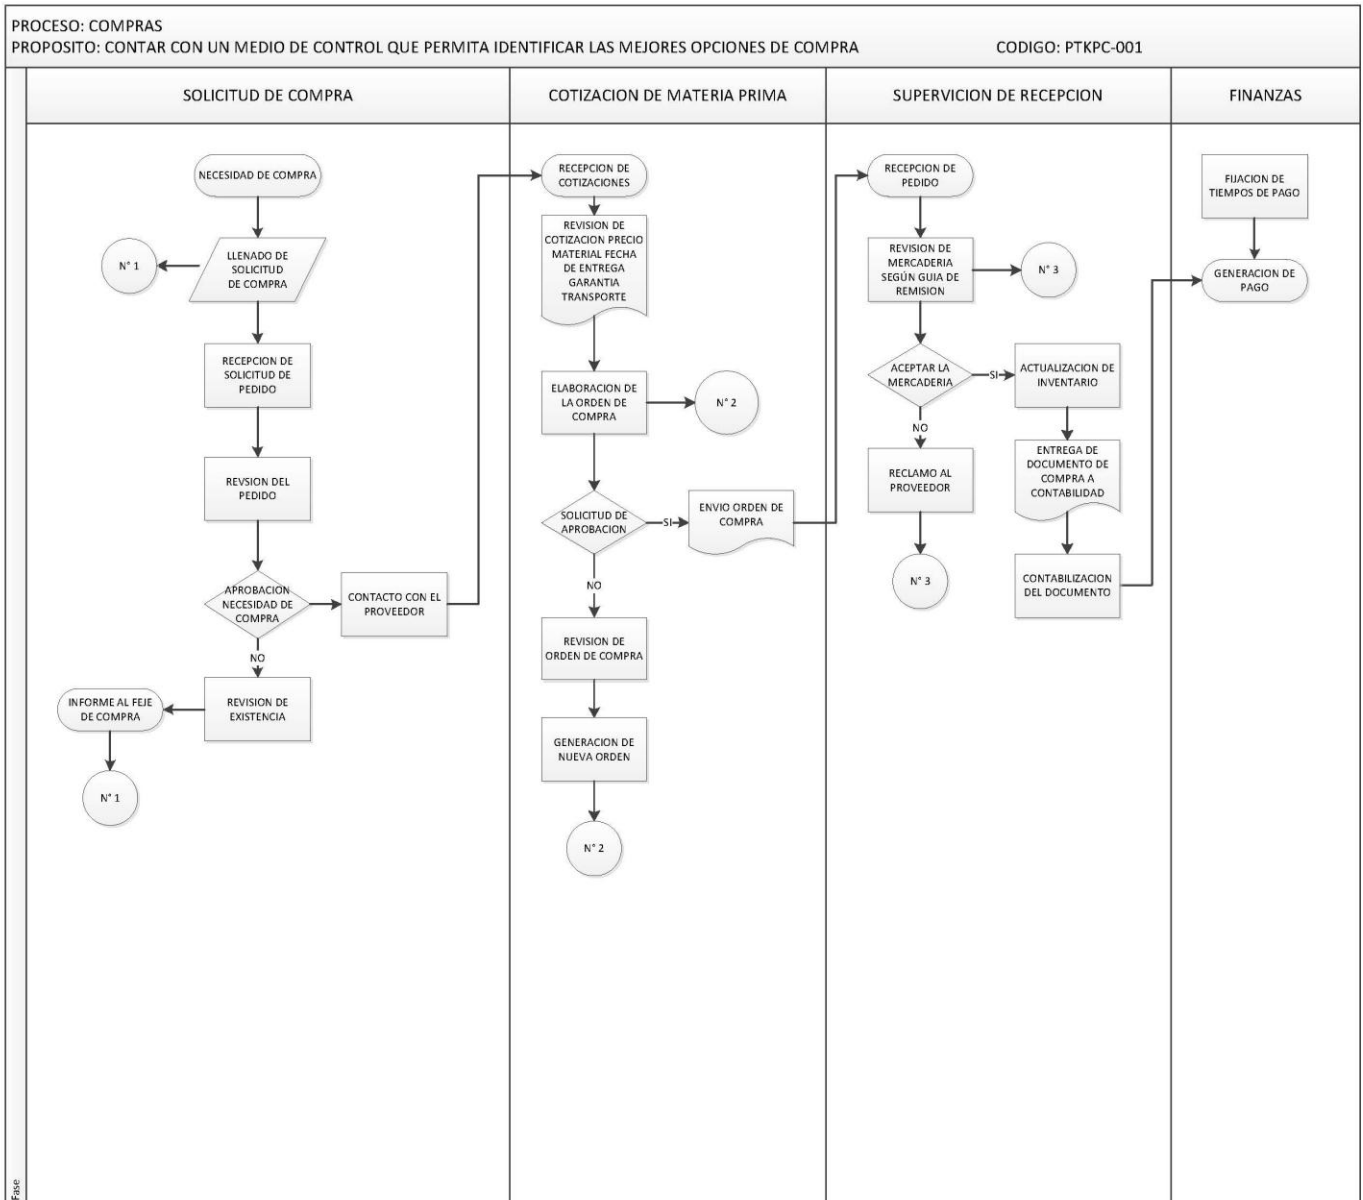 PROCESO: COMPRAS
PROPOSITO: CONTAR CON UN MEDIO DE CONTROL QUE PERMITA IDENTIFICAR LAS MEJORES OPCIONES DE COMPRA
CODIGO: PTKPC-001
SOLICITUD DE COMPRA
NECESIDAD DE COMPRA
LLENADO DE
SOLICITUD
DE COMPRA
N° 1
RECEPCION DE
SOLICITUD DE
PEDIDO
REVSION DEL
PEDIDO
APROBACION
NECESIDAD DE
COMPRA
CONTACTO CON EL
PROVEEDOR
NO
REVISION DE
EXISTENCIA
INFORME AL FEJE
DE COMPRA
N° 1
COTIZACION DE MATERIA PRIMA
RECEPCION DE
COTIZACIONES
REVISION DE
COTIZACION PRECIO
MATERIAL FECHA
DE ENTREGA
GARANTIA
TRANSPORTE
ELABORACION DE
LA ORDEN DE
COMPRA
N° 2
SOLICITUD DE
APROBACION
SI
ENVIO ORDEN DE
COMPRA
NO
REVISION DE
ORDEN DE COMPRA
GENERACION DE
NUEVA ORDEN
N° 2
SUPERVICION DE RECEPCION
RECEPCION DE
PEDIDO
REVISION DE
MERCADERIA
SEGÚN GUIA DE
REMISION
N° 3
ACEPTAR LA
MERCADERIA
SI
ACTUALIZACION DE
INVENTARIO
NO
RECLAMO AL
PROVEEDOR
N° 3
ENTREGA DE
DOCUMENTO DE
COMPRA A
CONTABILIDAD
CONTABILIZACION
DEL DOCUMENTO
FINANZAS
FIJACION DE
TIEMPOS DE PAGO
GENERACION DE
PAGO
Fase